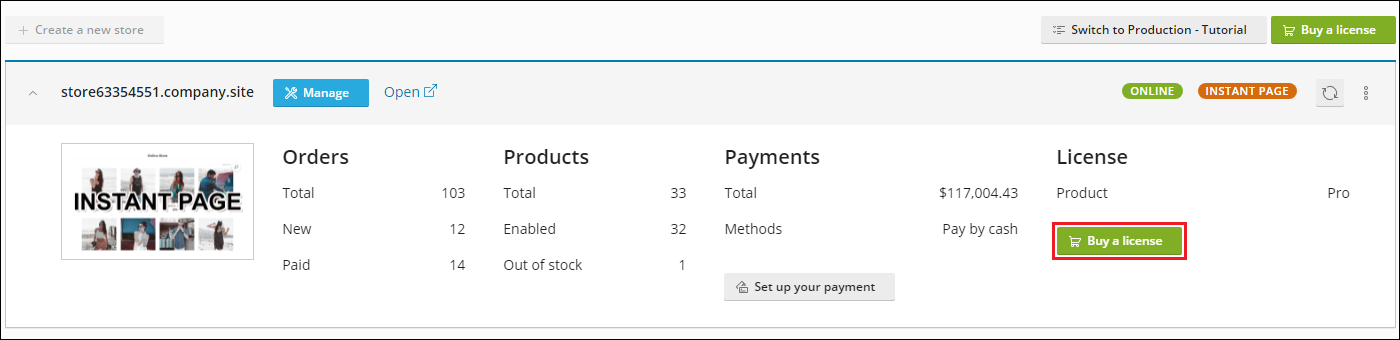 Create a new store
Switch to Production - Tutorial
Buy a license
store63354551.company.site
Manage
Open
ONLINE
INSTANT PAGE
INSTANT PAGE
Orders
Total 103
New 12
Paid 14
Products
Total 33
Enabled 32
Out of stock 1
Payments
Total $117,004.43
Methods Pay by cash
Set up your payment
License
Product Pro
Buy a license